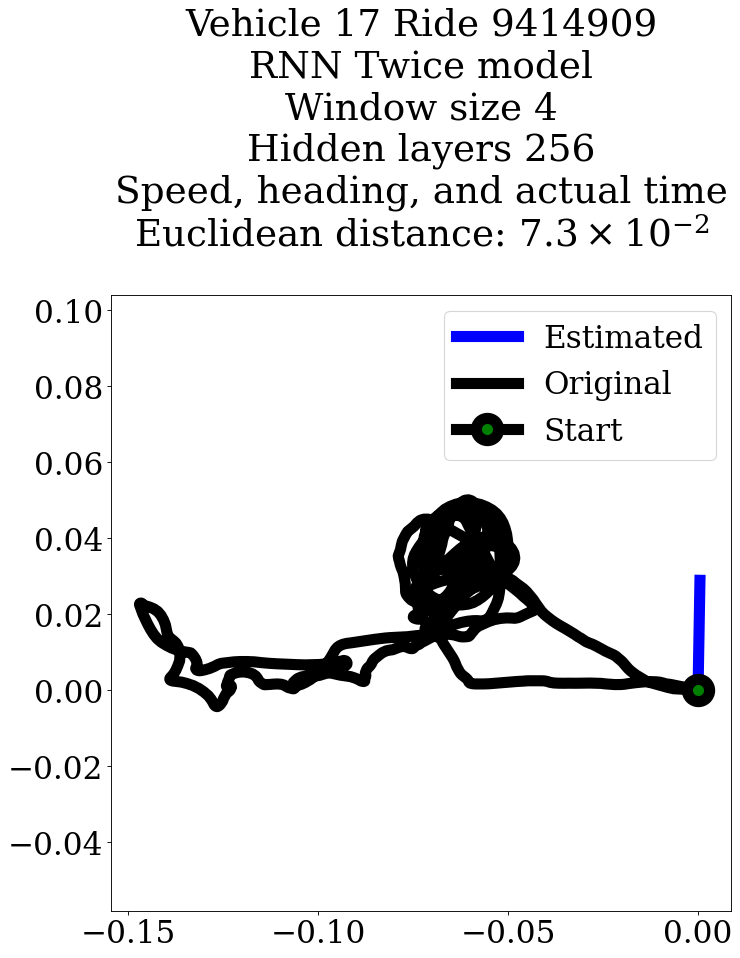 Vehicle 17 Ride 9414909
RNN Twice model
Window size 4
Hidden layers 256
Speed, heading, and actual time
Euclidean distance: 7.3 × 10⁻²
Estimated
Original
Start
0.10
0.08
0.06
0.04
0.02
0.00
−0.02
−0.04
−0.15 −0.10 −0.05 0.00